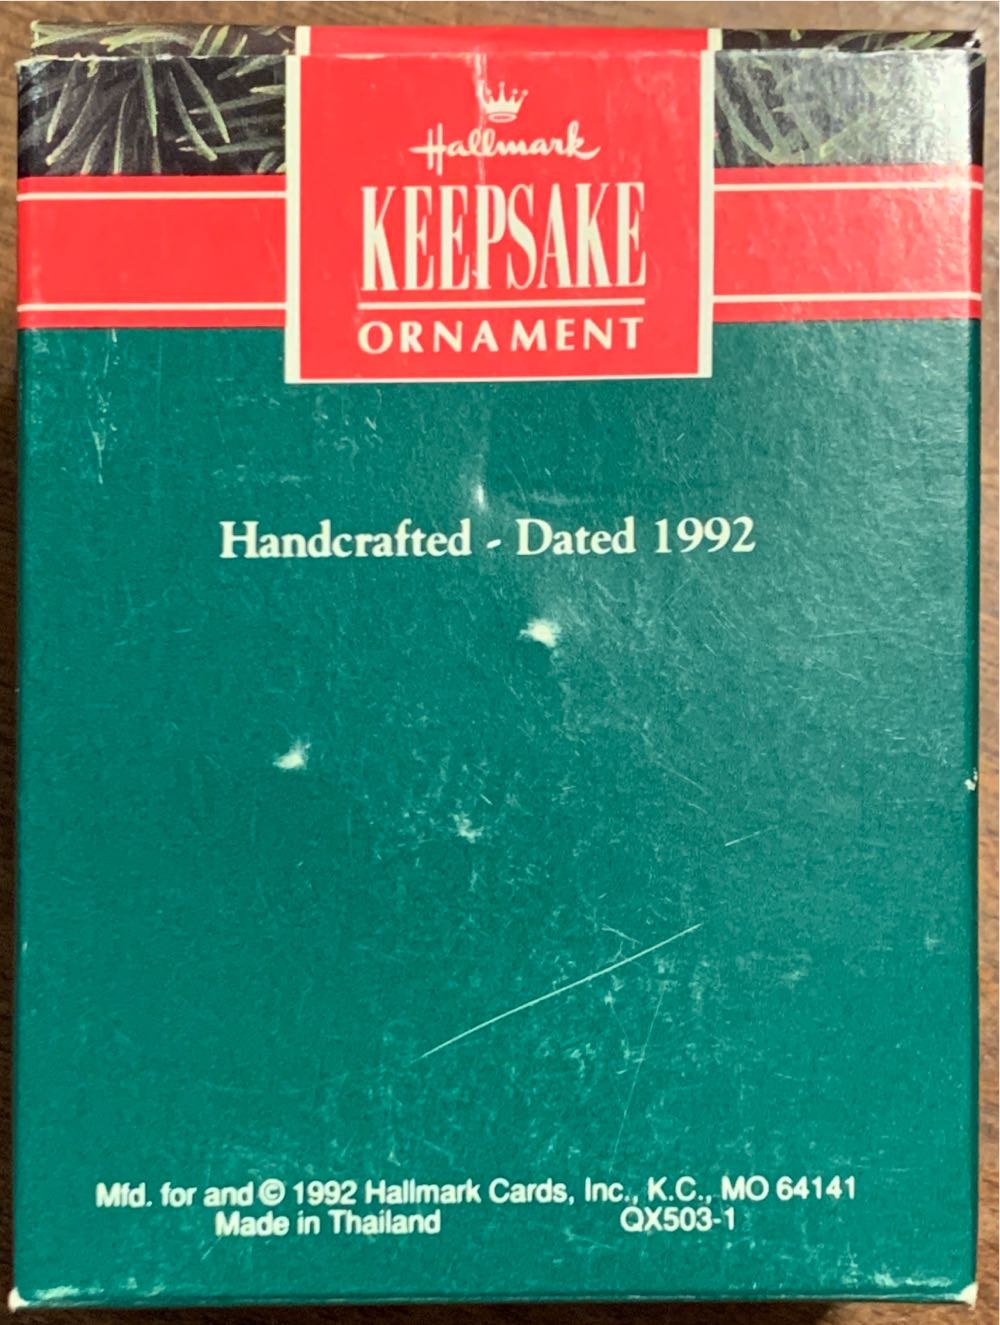 Hallmark
KEEPSAKE
ORNAMENT
Handcrafted - Dated 1992
Mfd. for and © 1992 Hallmark Cards, Inc., K.C., MO 64141
Made in Thailand QX503-1